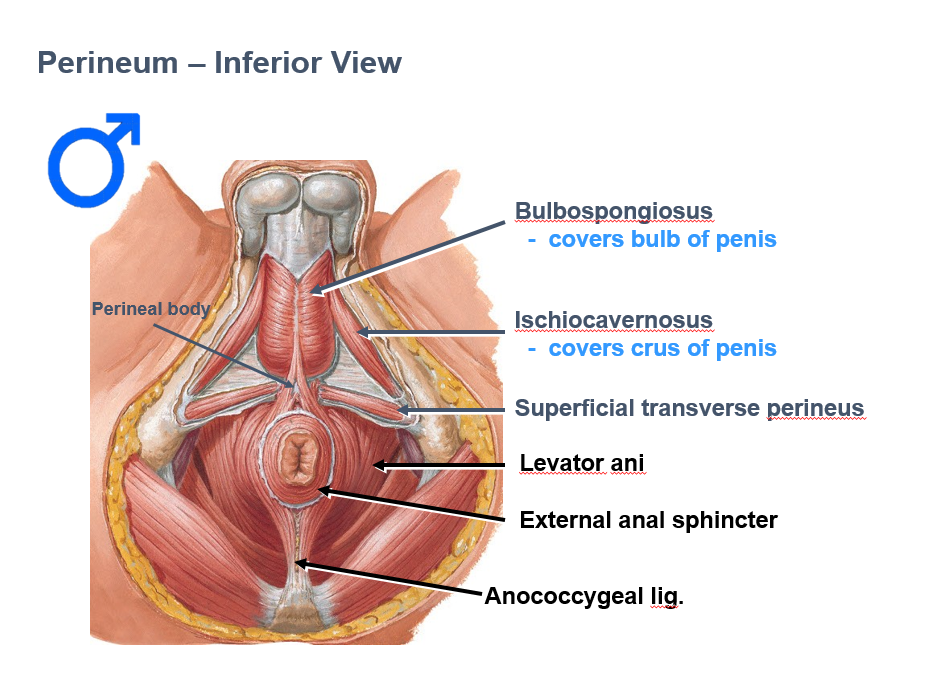 Perineum – Inferior View
Bulbospongiosus
- covers bulb of penis
Perineal body
Ischiocavernosus
- covers crus of penis
Superficial transverse perineus
Levator ani
External anal sphincter
Anococcygeal lig.